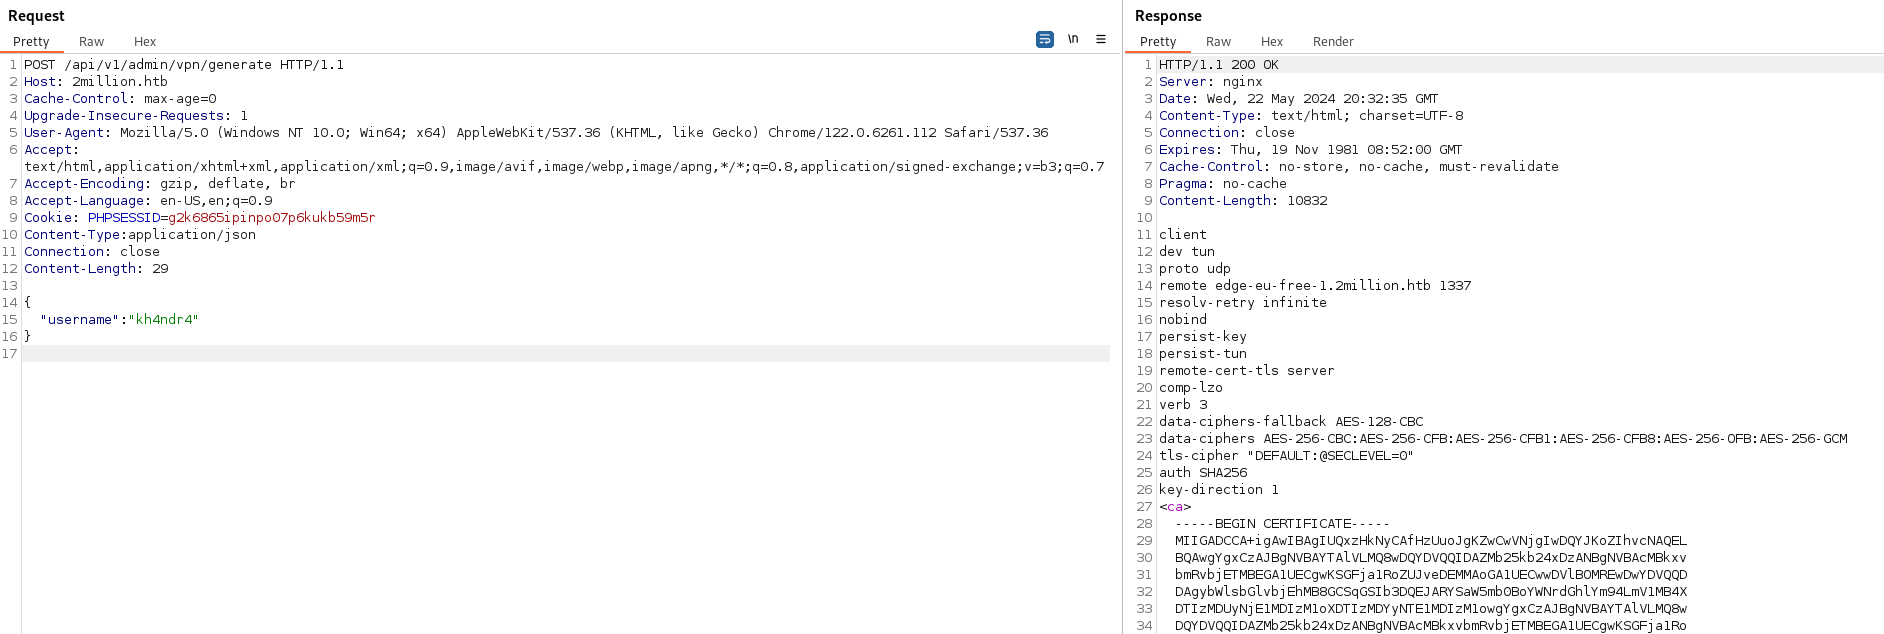 Request
Pretty Raw Hex
\n
1 POST /api/v1/admin/vpn/generate HTTP/1.1
2 Host: 2million.htb
3 Cache-Control: max-age=0
4 Upgrade-Insecure-Requests: 1
5 User-Agent: Mozilla/5.0 (Windows NT 10.0; Win64; x64) AppleWebKit/537.36 (KHTML, like Gecko) Chrome/122.0.6261.112 Safari/537.36
6 Accept:
text/html,application/xhtml+xml,application/xml;q=0.9,image/avif,image/webp,image/apng,*/*;q=0.8,application/signed-exchange;v=b3;q=0.7
7 Accept-Encoding: gzip, deflate, br
8 Accept-Language: en-US,en;q=0.9
9 Cookie: PHPSESSID=g2k6865ipinpo07p6kukb59m5r
10 Content-Type:application/json
11 Connection: close
12 Content-Length: 29
13
14 {
15 "username":"kh4ndr4"
16 }
17
Response
Pretty Raw Hex Render
1 HTTP/1.1 200 OK
2 Server: nginx
3 Date: Wed, 22 May 2024 20:32:35 GMT
4 Content-Type: text/html; charset=UTF-8
5 Connection: close
6 Expires: Thu, 19 Nov 1981 08:52:00 GMT
7 Cache-Control: no-store, no-cache, must-revalidate
8 Pragma: no-cache
9 Content-Length: 10832
10
11 client
12 dev tun
13 proto udp
14 remote edge-eu-free-1.2million.htb 1337
15 resolv-retry infinite
16 nobind
17 persist-key
18 persist-tun
19 remote-cert-tls server
20 comp-lzo
21 verb 3
22 data-ciphers-fallback AES-128-CBC
23 data-ciphers AES-256-CBC:AES-256-CFB:AES-256-CFB1:AES-256-CFB8:AES-256-OFB:AES-256-GCM
24 tls-cipher "DEFAULT:@SECLEVEL=0"
25 auth SHA256
26 key-direction 1
27 <ca>
28 -----BEGIN CERTIFICATE-----
29 MIIGADCCA+igAwIBAgIUQxzHkNyCAfHzUuoJgKZwCwVNjgIwDQYJKoZIhvcNAQEL
30 BQAwgYgxCzAJBgNVBAYTAlVLMQ8wDQYDVQQIDAZMb25kb24xDzANBgNVBAcMBkxv
31 bmRvbjETMBEGA1UECgwKSGFja1RoZUJveDEMMAoGA1UECwwDVlBOMREwDwYDVQQD
32 DAgybWlsbGlvbjEhMB8GCSqGSIb3DQEJARYSaW5mb0BoYWNrdGhlYm94LmV1MB4X
33 DTIzMDUyNjE1MDIzM1oXDTIzMDYyNTE1MDIzM1owgYgxCzAJBgNVBAYTAlVLMQ8w
34 DQYDVQQIDAZMb25kb24xDzANBgNVBAcMBkxvbmRvbjETMBEGA1UECgwKSGFja1Ro